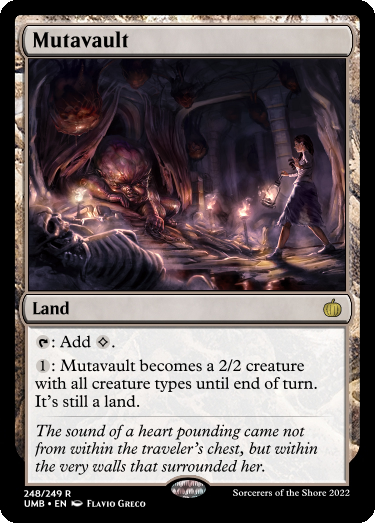 Mutavault
Land
: Add .
1: Mutavault becomes a 2/2 creature
with all creature types until end of turn.
It's still a land.
The sound of a heart pounding came not
from within the traveler's chest, but within
the very walls that surrounded her.
248/249 R
UMB • EN Flavio Greco
Sorcerers of the Shore 2022